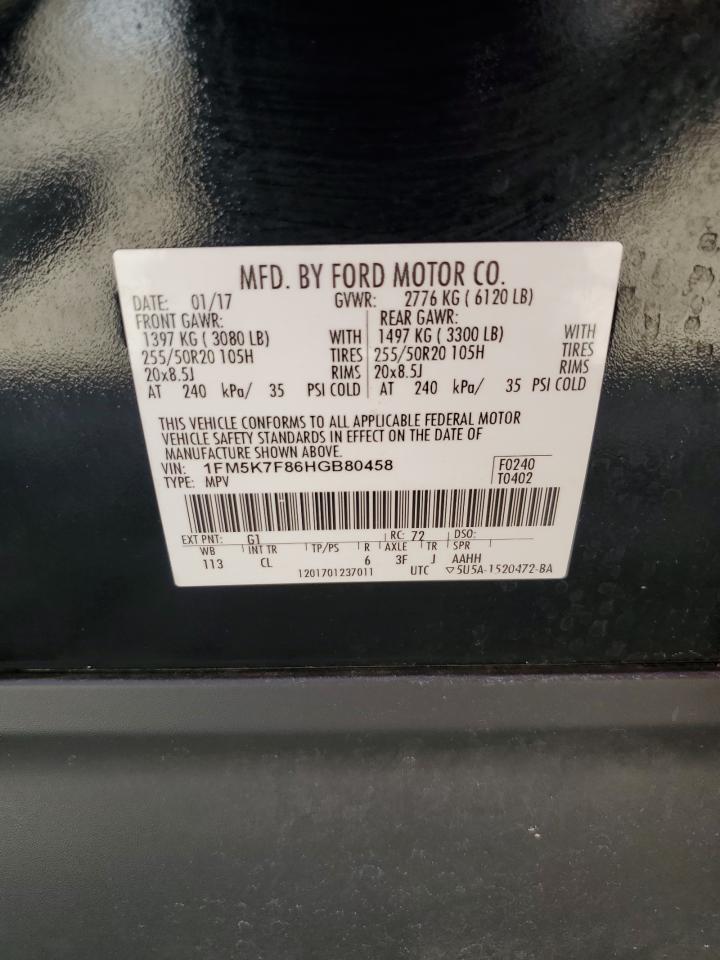 MFD. BY FORD MOTOR CO.
DATE: 01/17 GVWR: 2776 KG ( 6120 LB)
FRONT GAWR: REAR GAWR:
1397 KG ( 3080 LB) WITH 1497 KG ( 3300 LB) WITH
255/50R20 105H TIRES 255/50R20 105H TIRES
20x8.5J RIMS 20x8.5J RIMS
AT 240 kPa/ 35 PSI COLD AT 240 kPa/ 35 PSI COLD
THIS VEHICLE CONFORMS TO ALL APPLICABLE FEDERAL MOTOR
VEHICLE SAFETY STANDARDS IN EFFECT ON THE DATE OF
MANUFACTURE SHOWN ABOVE.
VIN: 1FM5K7F86HGB80458 F0240
TYPE: MPV T0402
EXT PNT: G1 RC: 72 DSO:
WB INT TR TP/PS R AXLE TR SPR
113 CL 6 3F J AAHH
1201701237011 UTC ▽5U5A-1520472-BA